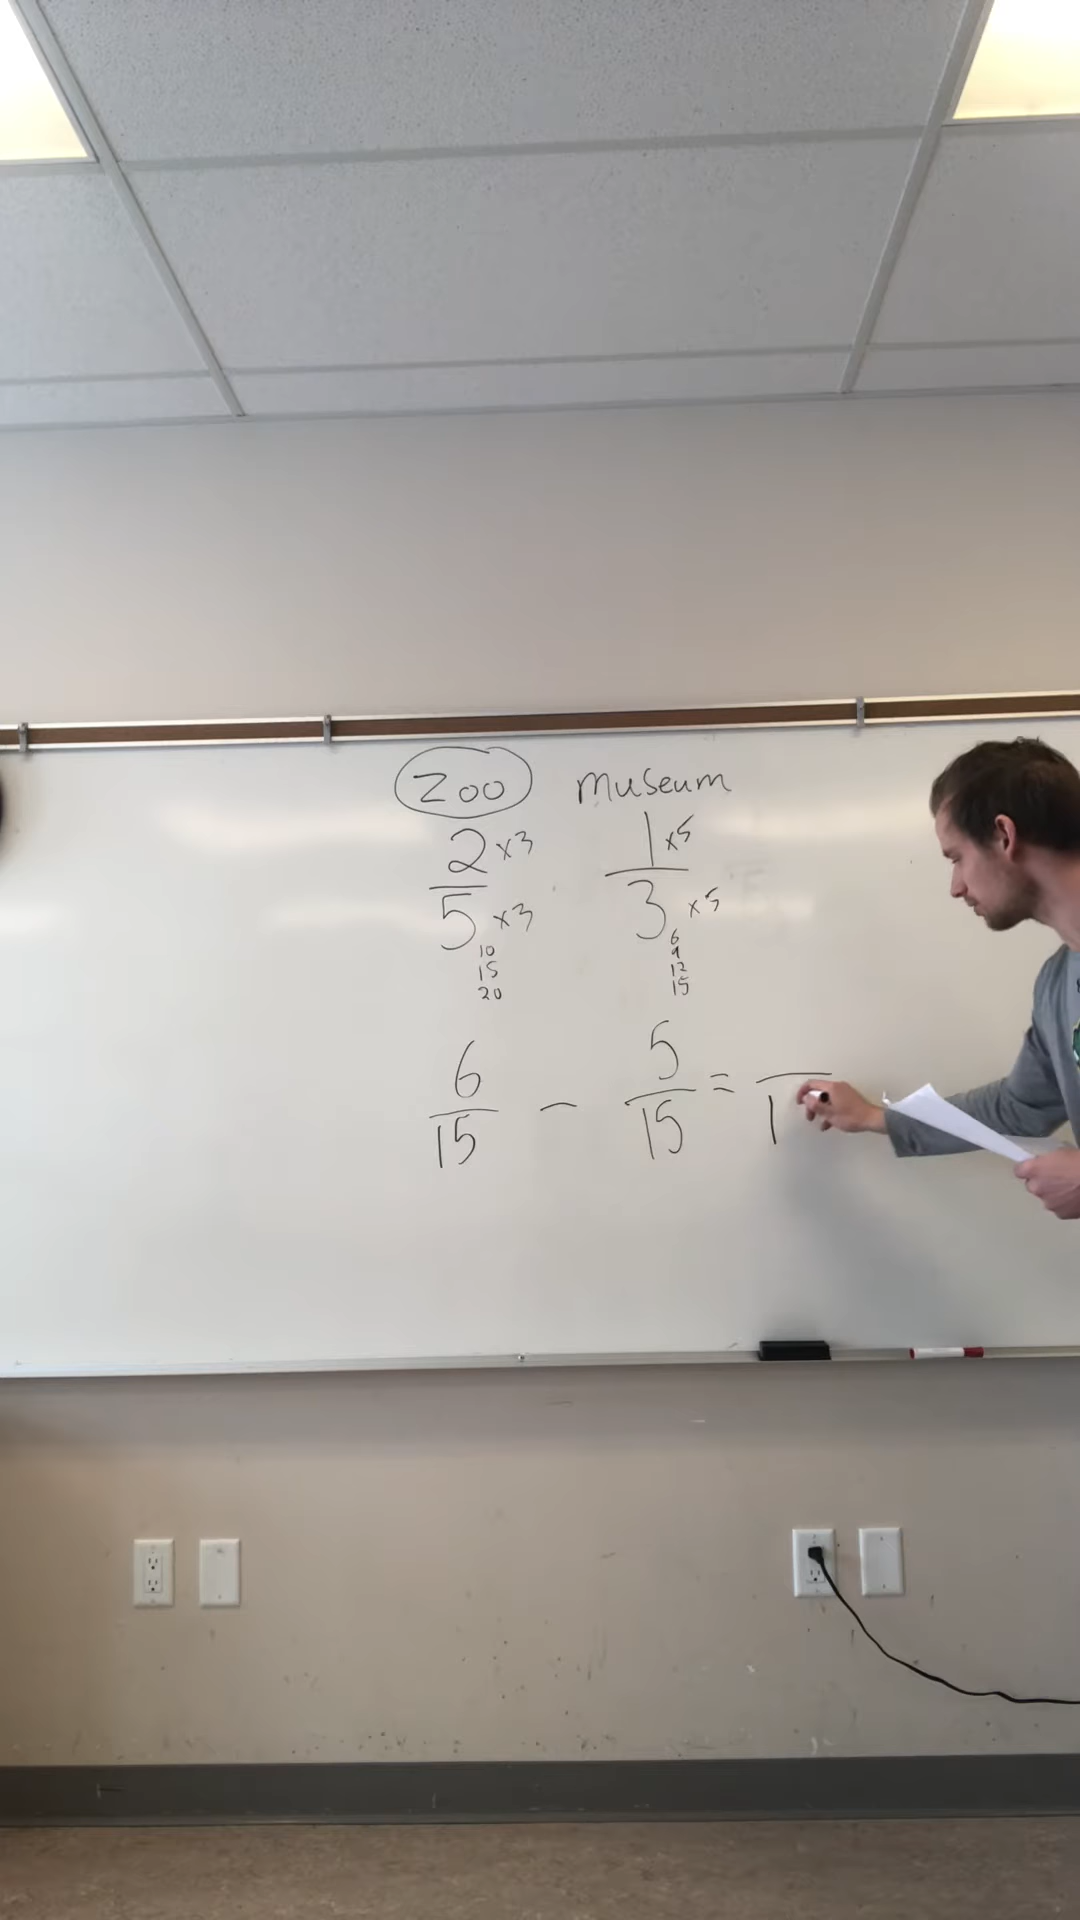 Zoo museum
2 x3 1 x5
5 x3 3 x5
10 6
15 9
20 12
15
6 5
— = —
15 15 1